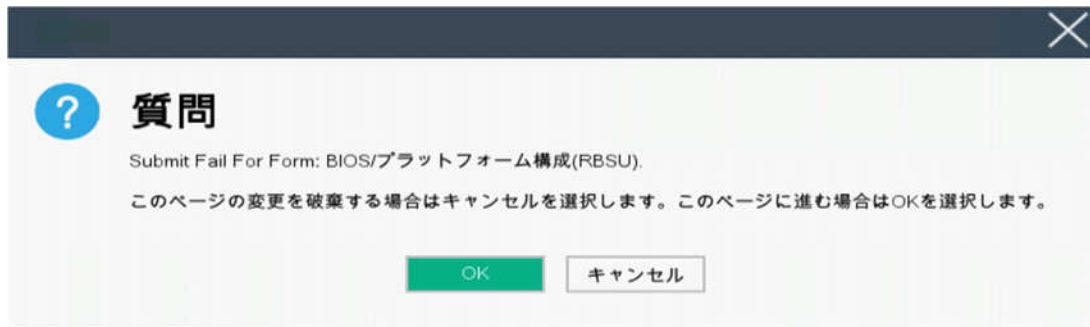 質問
Submit Fail For Form: BIOS/プラットフォーム構成(RBSU).
このページの変更を破棄する場合はキャンセルを選択します。このページに進む場合はOKを選択します。
OK
キャンセル